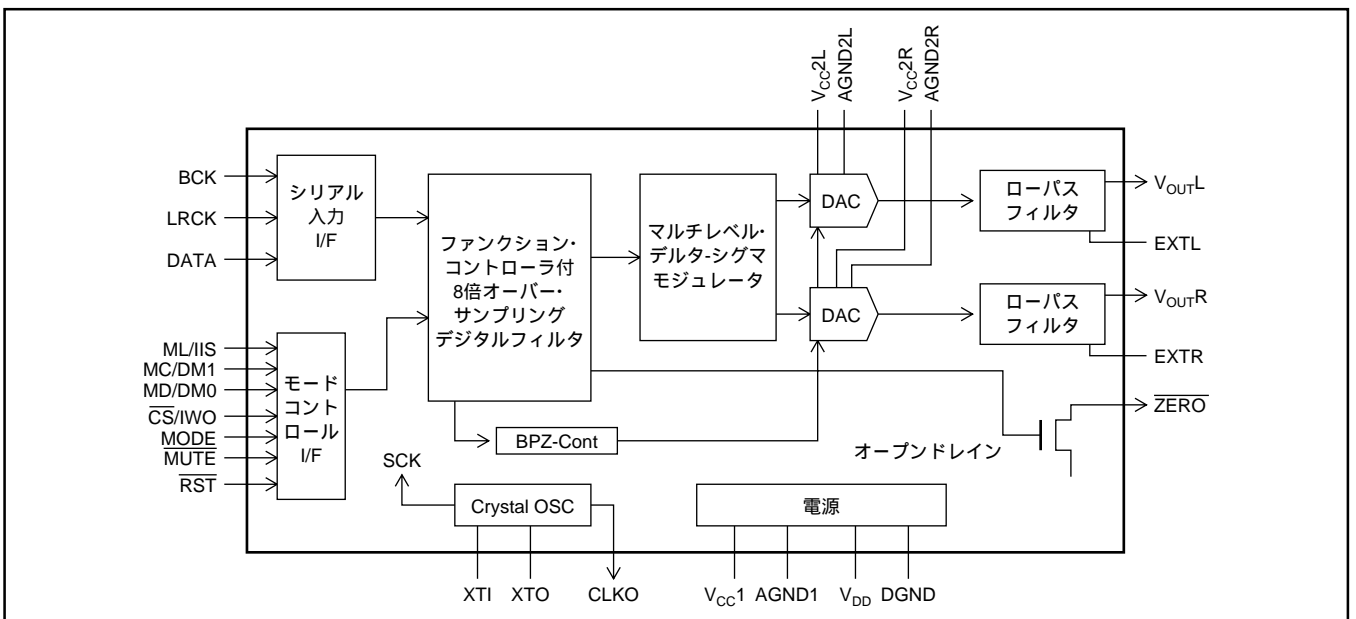 VCC2L
AGND2L
VCC2R
AGND2R
BCK
LRCK
DATA
シリアル
入力
I/F
ファンクション・
コントローラ付
8倍オーバー・
サンプリング
デジタルフィルタ
マルチレベル・
デルタ-シグマ
モジュレータ
DAC
DAC
ローパス
フィルタ
VOUTL
EXTL
ローパス
フィルタ
VOUTR
EXTR
ML/IIS
MC/DM1
MD/DM0
CS/IWO
MODE
MUTE
RST
モード
コント
ロール
I/F
BPZ-Cont
ZERO
オープンドレイン
SCK
Crystal OSC
電源
XTI
XTO
CLKO
VCC1
AGND1
VDD
DGND